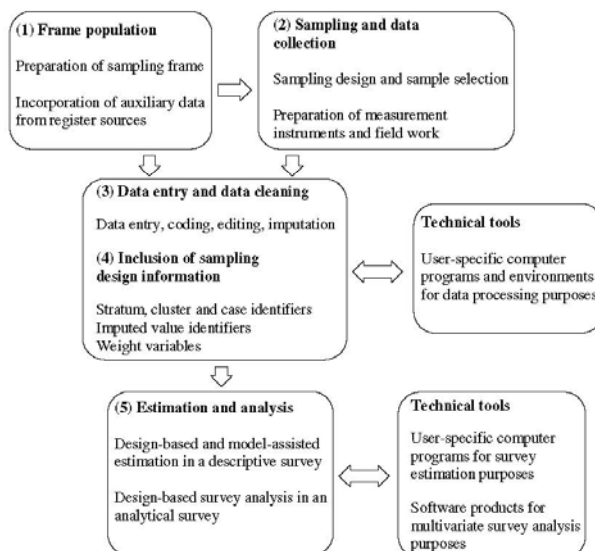 (1) Frame population
Preparation of sampling frame
Incorporation of auxiliary data
from register sources
(2) Sampling and data
collection
Sampling design and sample selection
Preparation of measurement
instruments and field work
(3) Data entry and data cleaning
Data entry, coding, editing, imputation
(4) Inclusion of sampling
design information
Stratum, cluster and case identifiers
Imputed value identifiers
Weight variables
Technical tools
User-specific computer
programs and environments
for data processing purposes
(5) Estimation and analysis
Design-based and model-assisted
estimation in a descriptive survey
Design-based survey analysis in an
analytical survey
Technical tools
User-specific computer
programs for survey
estimation purposes
Software products for
multivariate survey analysis
purposes